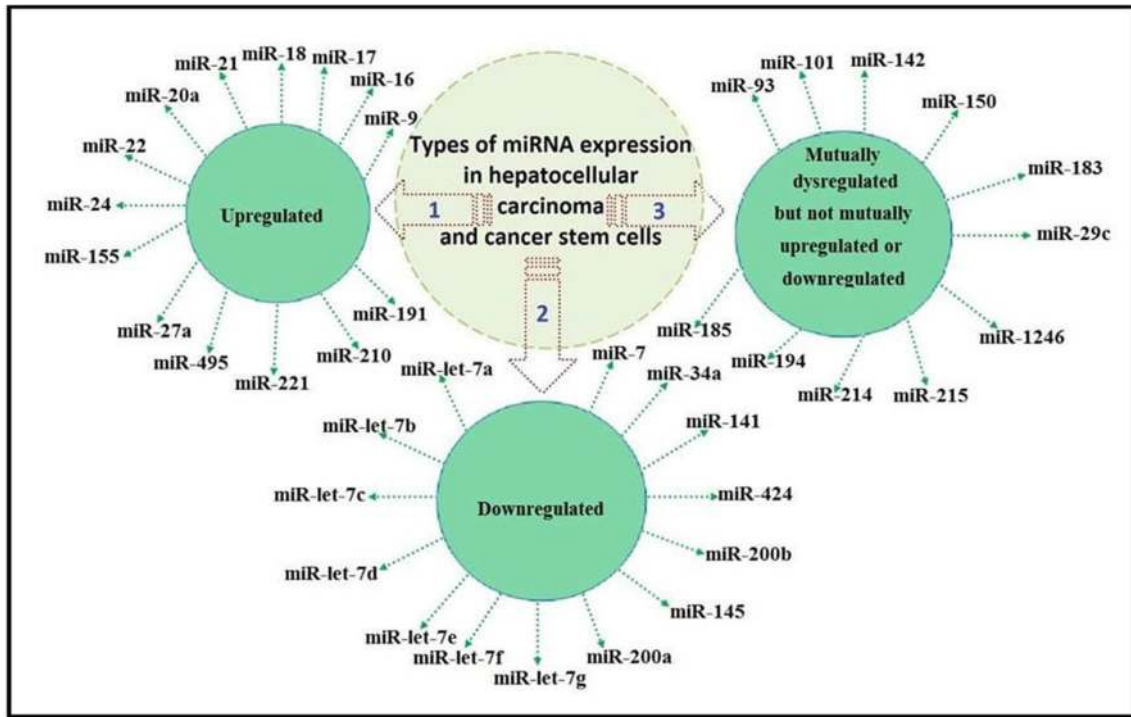 Types of miRNA expression
in hepatocellular
carcinoma
and cancer stem cells
1
2
3
Upregulated
miR-9
miR-16
miR-17
miR-18
miR-21
miR-20a
miR-22
miR-24
miR-155
miR-27a
miR-495
miR-221
miR-210
miR-191
Downregulated
miR-let-7a
miR-let-7b
miR-let-7c
miR-let-7d
miR-let-7e
miR-let-7f
miR-let-7g
miR-200a
miR-145
miR-200b
miR-424
miR-141
miR-34a
miR-7
Mutually
dysregulated
but not mutually
upregulated or
downregulated
miR-93
miR-101
miR-142
miR-150
miR-183
miR-29c
miR-1246
miR-215
miR-214
miR-194
miR-185